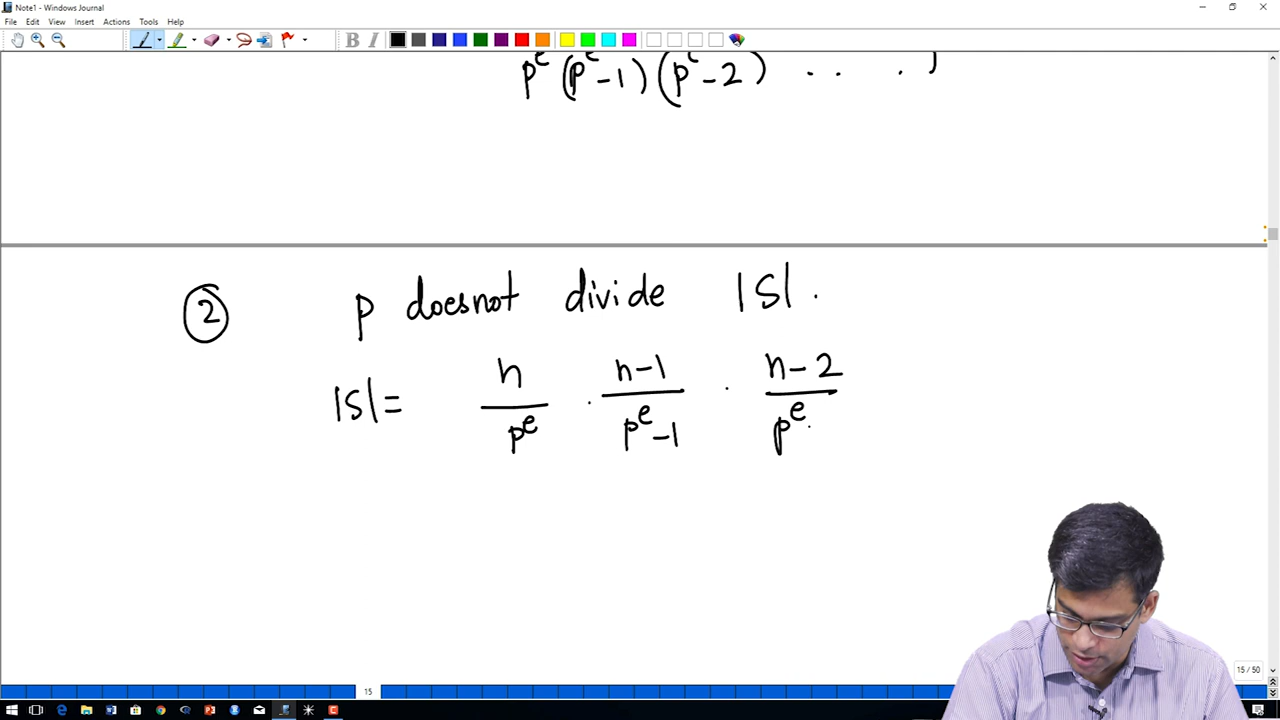 Note1 - Windows Journal
File Edit View Insert Actions Tools Help
B I
p^e (p^e-1) (p^e-2) .. . )
② p doesnot divide |S| .
|S| = n/p^e · (n-1)/(p^e-1) · (n-2)/(p^e
15 / 50
15